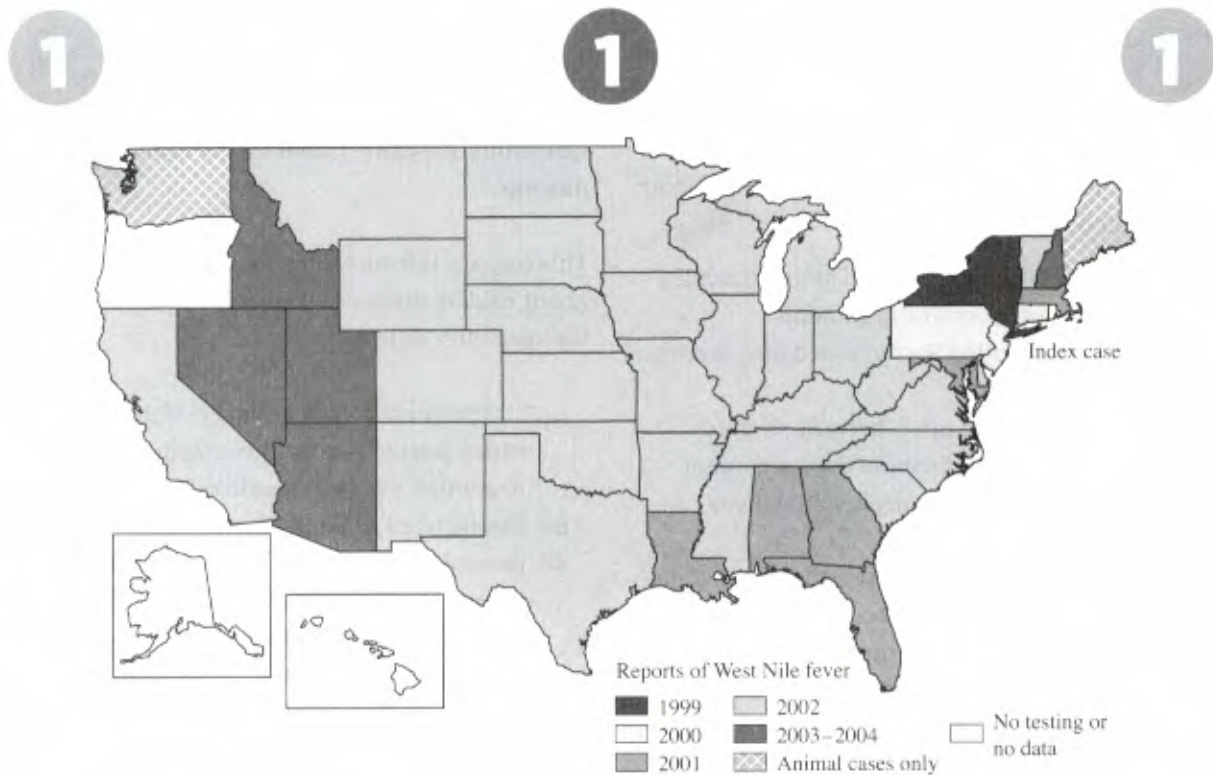 1 1 1
Index case
Reports of West Nile fever
1999
2000
2001
2002
2003–2004
Animal cases only
No testing or
no data